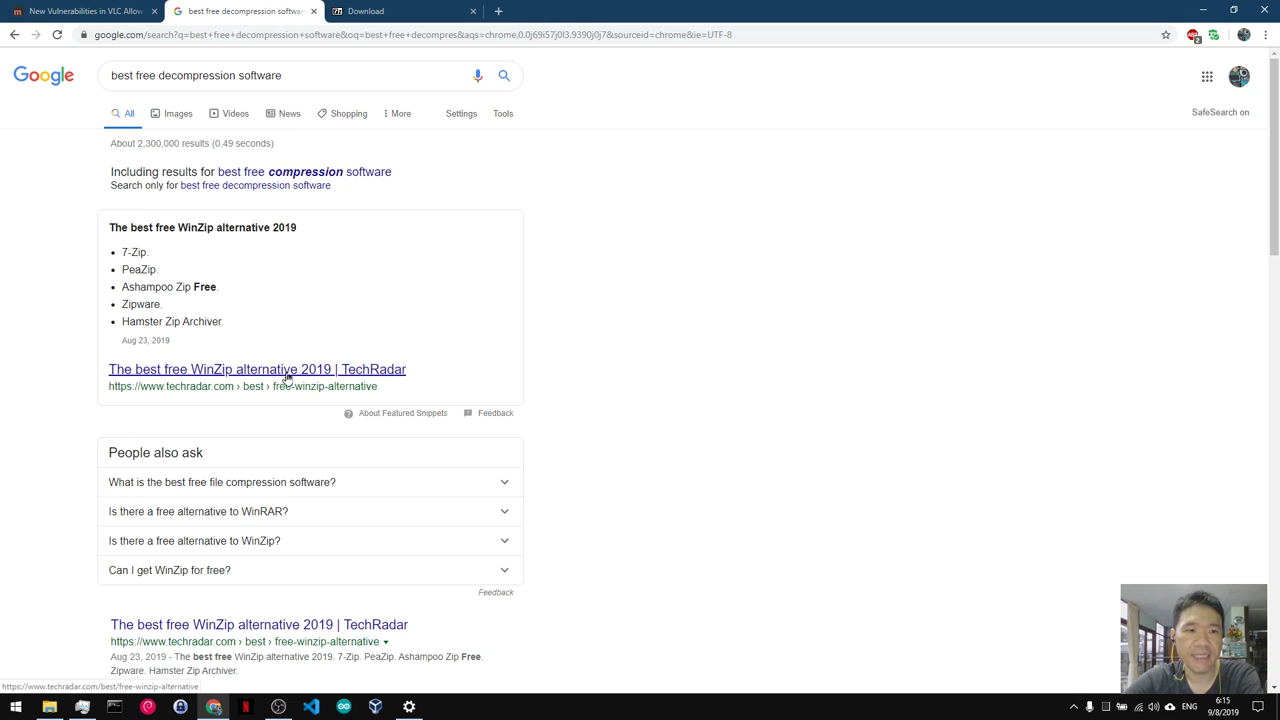 New Vulnerabilities in VLC Allow
best free decompression softwa
Download
google.com/search?q=best+free+decompression+software&oq=best+free+decompres&aqs=chrome.0.0j69i57j0l3.9390j0j7&sourceid=chrome&ie=UTF-8
2
Google
best free decompression software
All
Images
Videos
News
Shopping
More
Settings
Tools
SafeSearch on
About 2,300,000 results (0.49 seconds)
Including results for best free compression software
Search only for best free decompression software
The best free WinZip alternative 2019
• 7-Zip.
• PeaZip.
• Ashampoo Zip Free.
• Zipware.
• Hamster Zip Archiver.
Aug 23, 2019
The best free WinZip alternative 2019 | TechRadar
https://www.techradar.com › best › free-winzip-alternative
About Featured Snippets
Feedback
People also ask
What is the best free file compression software?
Is there a free alternative to WinRAR?
Is there a free alternative to WinZip?
Can I get WinZip for free?
Feedback
The best free WinZip alternative 2019 | TechRadar
https://www.techradar.com › best › free-winzip-alternative
Aug 23, 2019 - The best free WinZip alternative 2019. 7-Zip. PeaZip. Ashampoo Zip Free.
Zipware. Hamster Zip Archiver.
https://www.techradar.com/best/free-winzip-alternative
ENG
6:15
9/8/2019